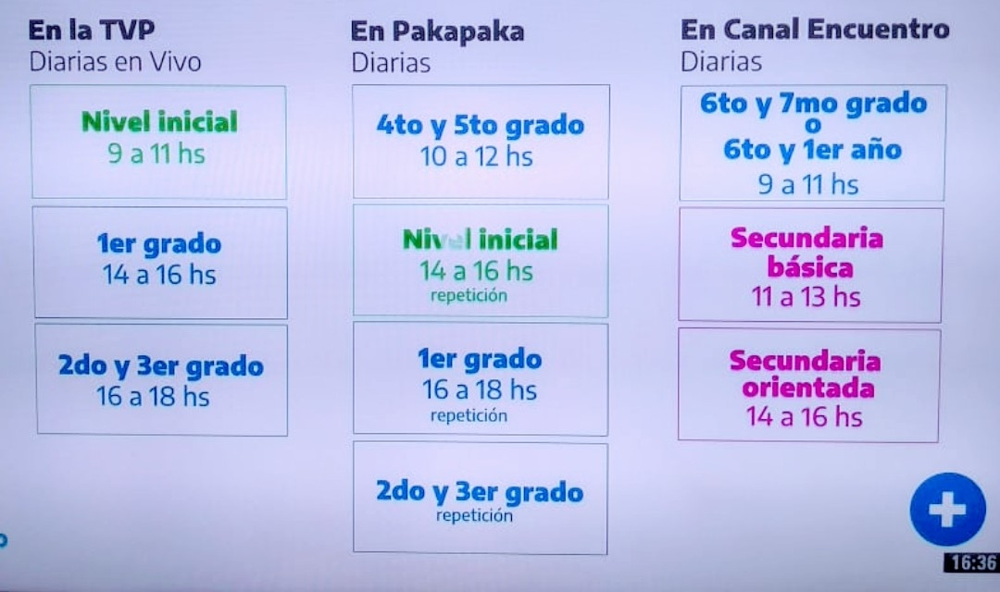 En la TVP
Diarias en Vivo
Nivel inicial
9 a 11 hs
1er grado
14 a 16 hs
2do y 3er grado
16 a 18 hs
En Pakapaka
Diarias
4to y 5to grado
10 a 12 hs
Nivel inicial
14 a 16 hs
repetición
1er grado
16 a 18 hs
repetición
2do y 3er grado
repetición
En Canal Encuentro
Diarias
6to y 7mo grado
o
6to y 1er año
9 a 11 hs
Secundaria
básica
11 a 13 hs
Secundaria
orientada
14 a 16 hs
16:36